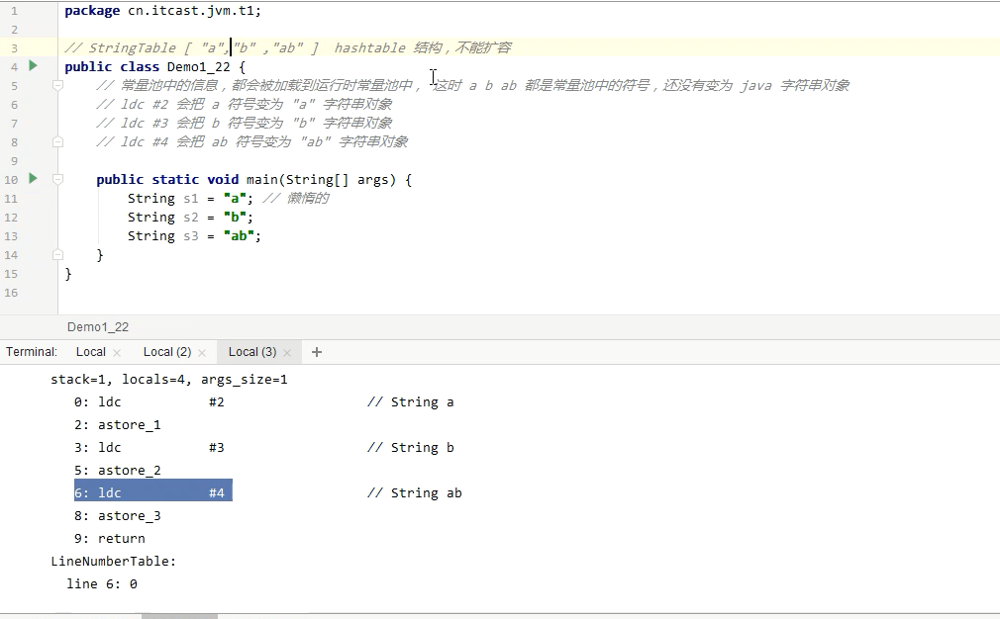 1 package cn.itcast.jvm.t1;
2
3 // StringTable [ "a","b" ,"ab" ] hashtable 结构，不能扩容
4 public class Demo1_22 {
5 // 常量池中的信息，都会被加载到运行时常量池中， 这时 a b ab 都是常量池中的符号，还没有变为 java 字符串对象
6 // ldc #2 会把 a 符号变为 "a" 字符串对象
7 // ldc #3 会把 b 符号变为 "b" 字符串对象
8 // ldc #4 会把 ab 符号变为 "ab" 字符串对象
9
10 public static void main(String[] args) {
11 String s1 = "a"; // 懒惰的
12 String s2 = "b";
13 String s3 = "ab";
14 }
15 }
16
Demo1_22
Terminal: Local × Local (2) × Local (3) × +
stack=1, locals=4, args_size=1
0: ldc #2 // String a
2: astore_1
3: ldc #3 // String b
5: astore_2
6: ldc #4 // String ab
8: astore_3
9: return
LineNumberTable:
line 6: 0